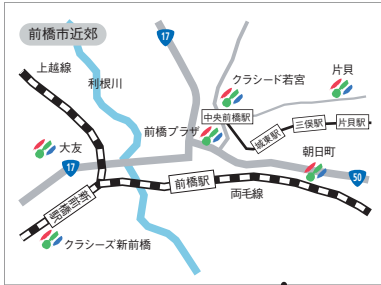 前橋市近郊
17
上越線
利根川
クラシード若宮
片貝
中央前橋駅
前橋プラザ
城東駅
三俣駅
片貝駅
大友
朝日町
17
前橋駅
50
両毛線
新前橋駅
クラシーズ新前橋